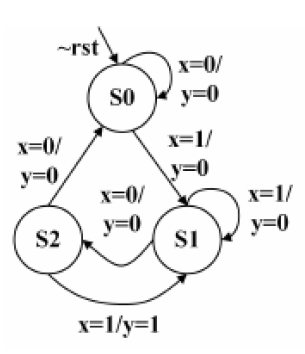 ~rst
x=0/
y=0
S0
x=1/
y=0
x=0/
y=0
x=0/
y=0
x=1/
y=0
S2
S1
x=1/y=1